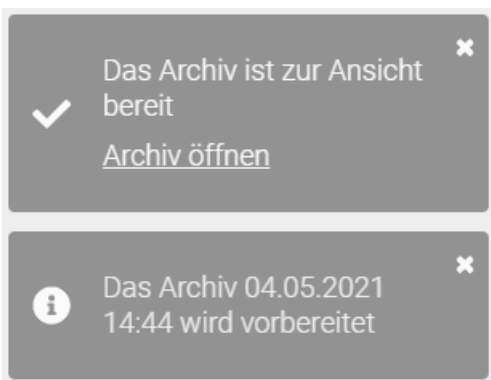 Das Archiv ist zur Ansicht
bereit
Archiv öffnen
Das Archiv 04.05.2021
14:44 wird vorbereitet